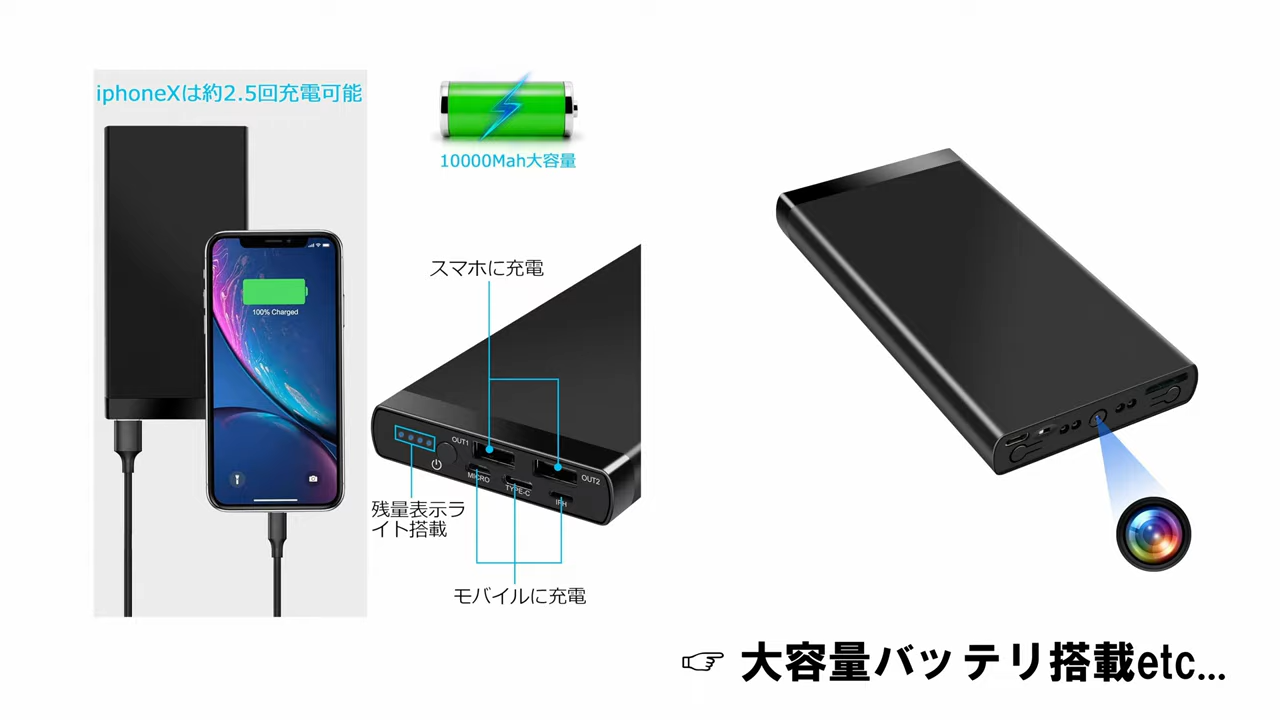 iphoneXは約2.5回充電可能
100% Charged
10000Mah大容量
スマホに充電
OUT1
MICRO
TYPE-C
IPH
OUT2
残量表示ラ
イト搭載
モバイルに充電
☞ 大容量バッテリ搭載etc...